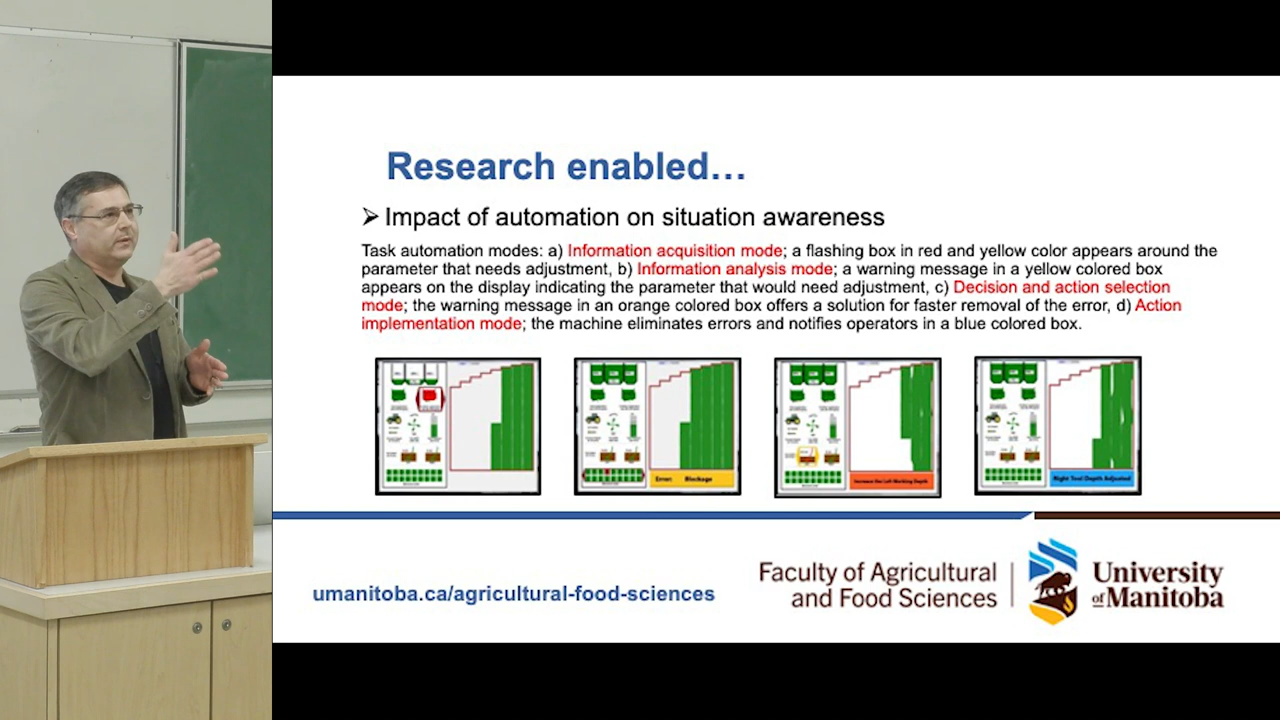 Research enabled…
➢ Impact of automation on situation awareness
Task automation modes: a) Information acquisition mode; a flashing box in red and yellow color appears around the
parameter that needs adjustment, b) Information analysis mode; a warning message in a yellow colored box
appears on the display indicating the parameter that would need adjustment, c) Decision and action selection
mode; the warning message in an orange colored box offers a solution for faster removal of the error, d) Action
implementation mode; the machine eliminates errors and notifies operators in a blue colored box.
Error: Blockage
Increase the Left Working Depth
Right Tool Depth Adjusted
umanitoba.ca/agricultural-food-sciences
Faculty of Agricultural
and Food Sciences
University
of Manitoba